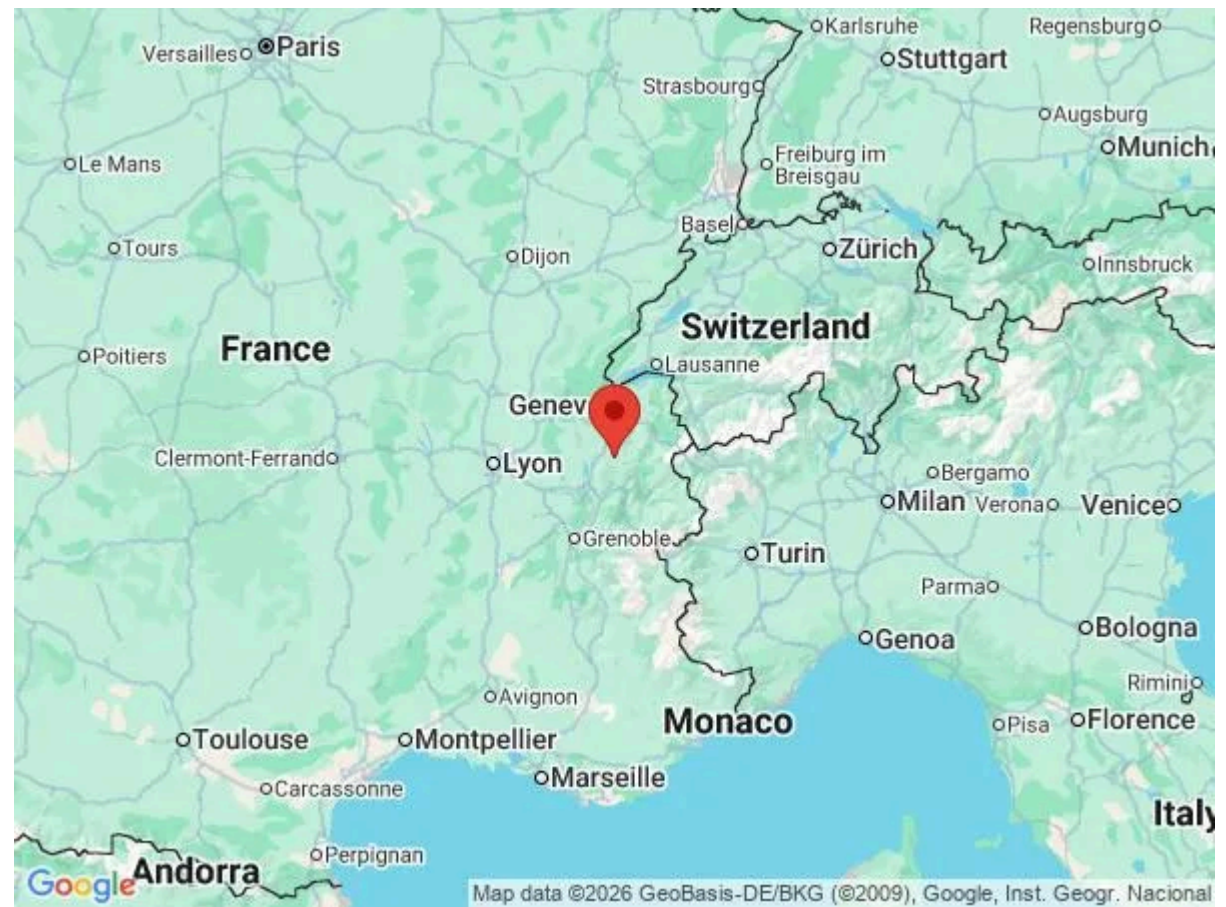 Karlsruhe
Regensburg
Versailles
Paris
Stuttgart
Strasbourg
Augsburg
Munich
Le Mans
Freiburg im
Breisgau
Basel
Tours
Dijon
Zürich
Innsbruck
France
Switzerland
Poitiers
Lausanne
Genev
Clermont-Ferrand
Lyon
Bergamo
Milan
Verona
Venice
Grenoble
Turin
Parma
Genoa
Bologna
Avignon
Rimini
Monaco
Pisa
Florence
Toulouse
Montpellier
Marseille
Carcassonne
Italy
Perpignan
Andorra
Google
Map data ©2026 GeoBasis-DE/BKG (©2009), Google, Inst. Geogr. Nacional